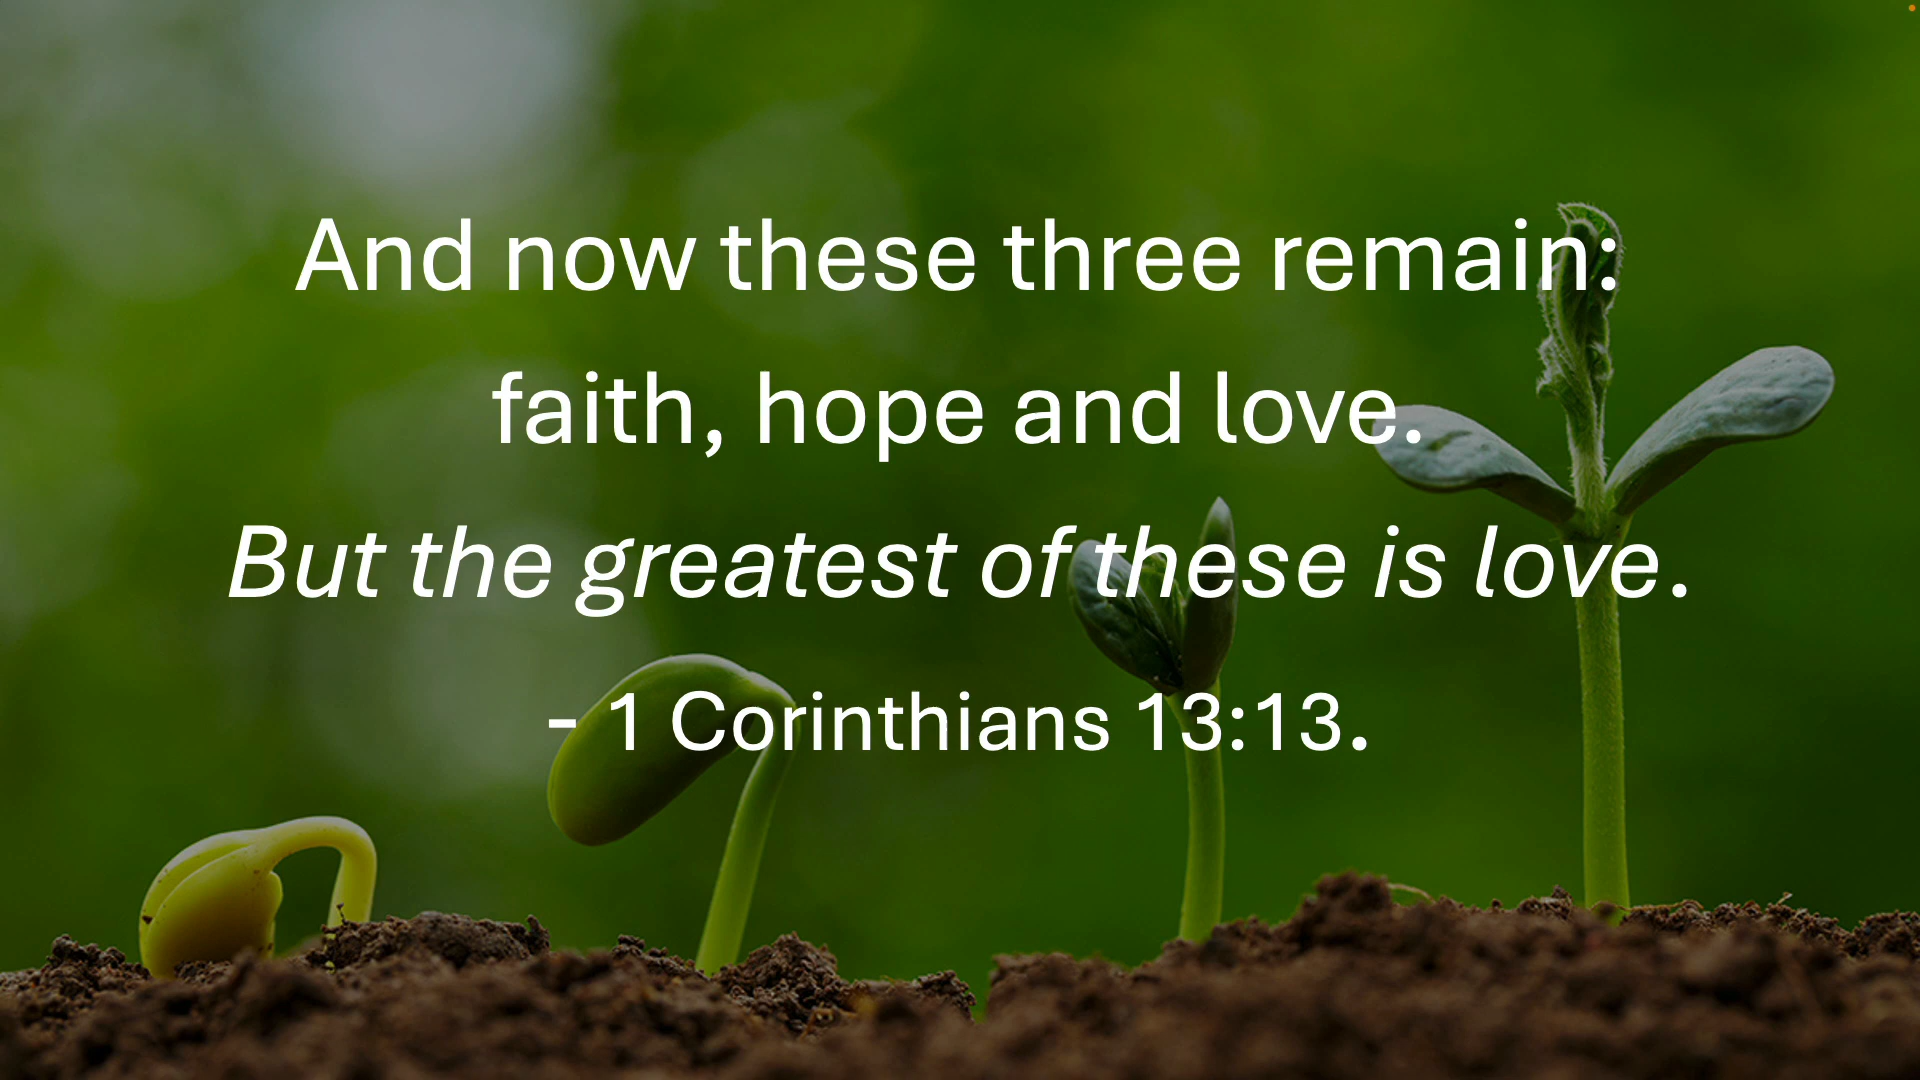 And now these three remain:
faith, hope and love.
But the greatest of these is love.
- 1 Corinthians 13:13.